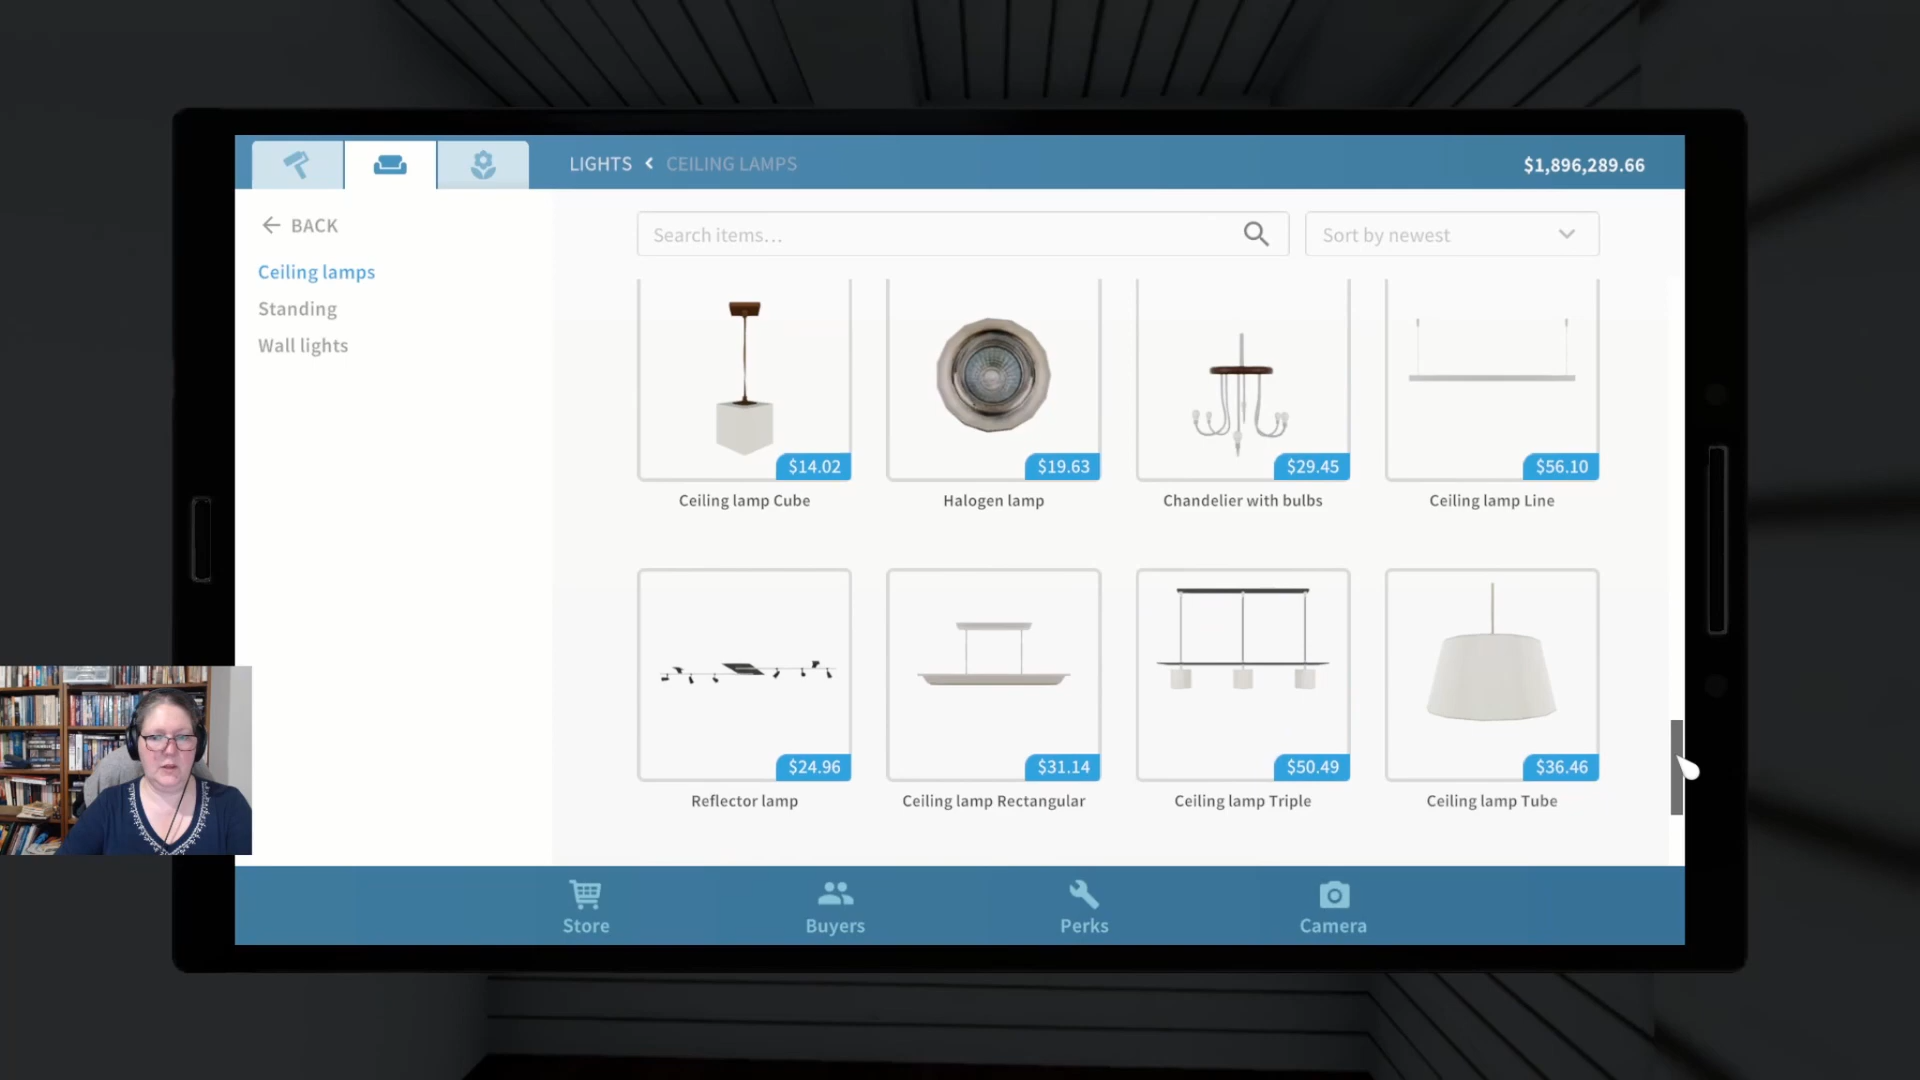 LIGHTS < CEILING LAMPS
$1,896,289.66
BACK
Search items...
Sort by newest
Ceiling lamps
Standing
Wall lights
$14.02
$19.63
$29.45
$56.10
Ceiling lamp Cube
Halogen lamp
Chandelier with bulbs
Ceiling lamp Line
$24.96
$31.14
$50.49
$36.46
Reflector lamp
Ceiling lamp Rectangular
Ceiling lamp Triple
Ceiling lamp Tube
Store
Buyers
Perks
Camera